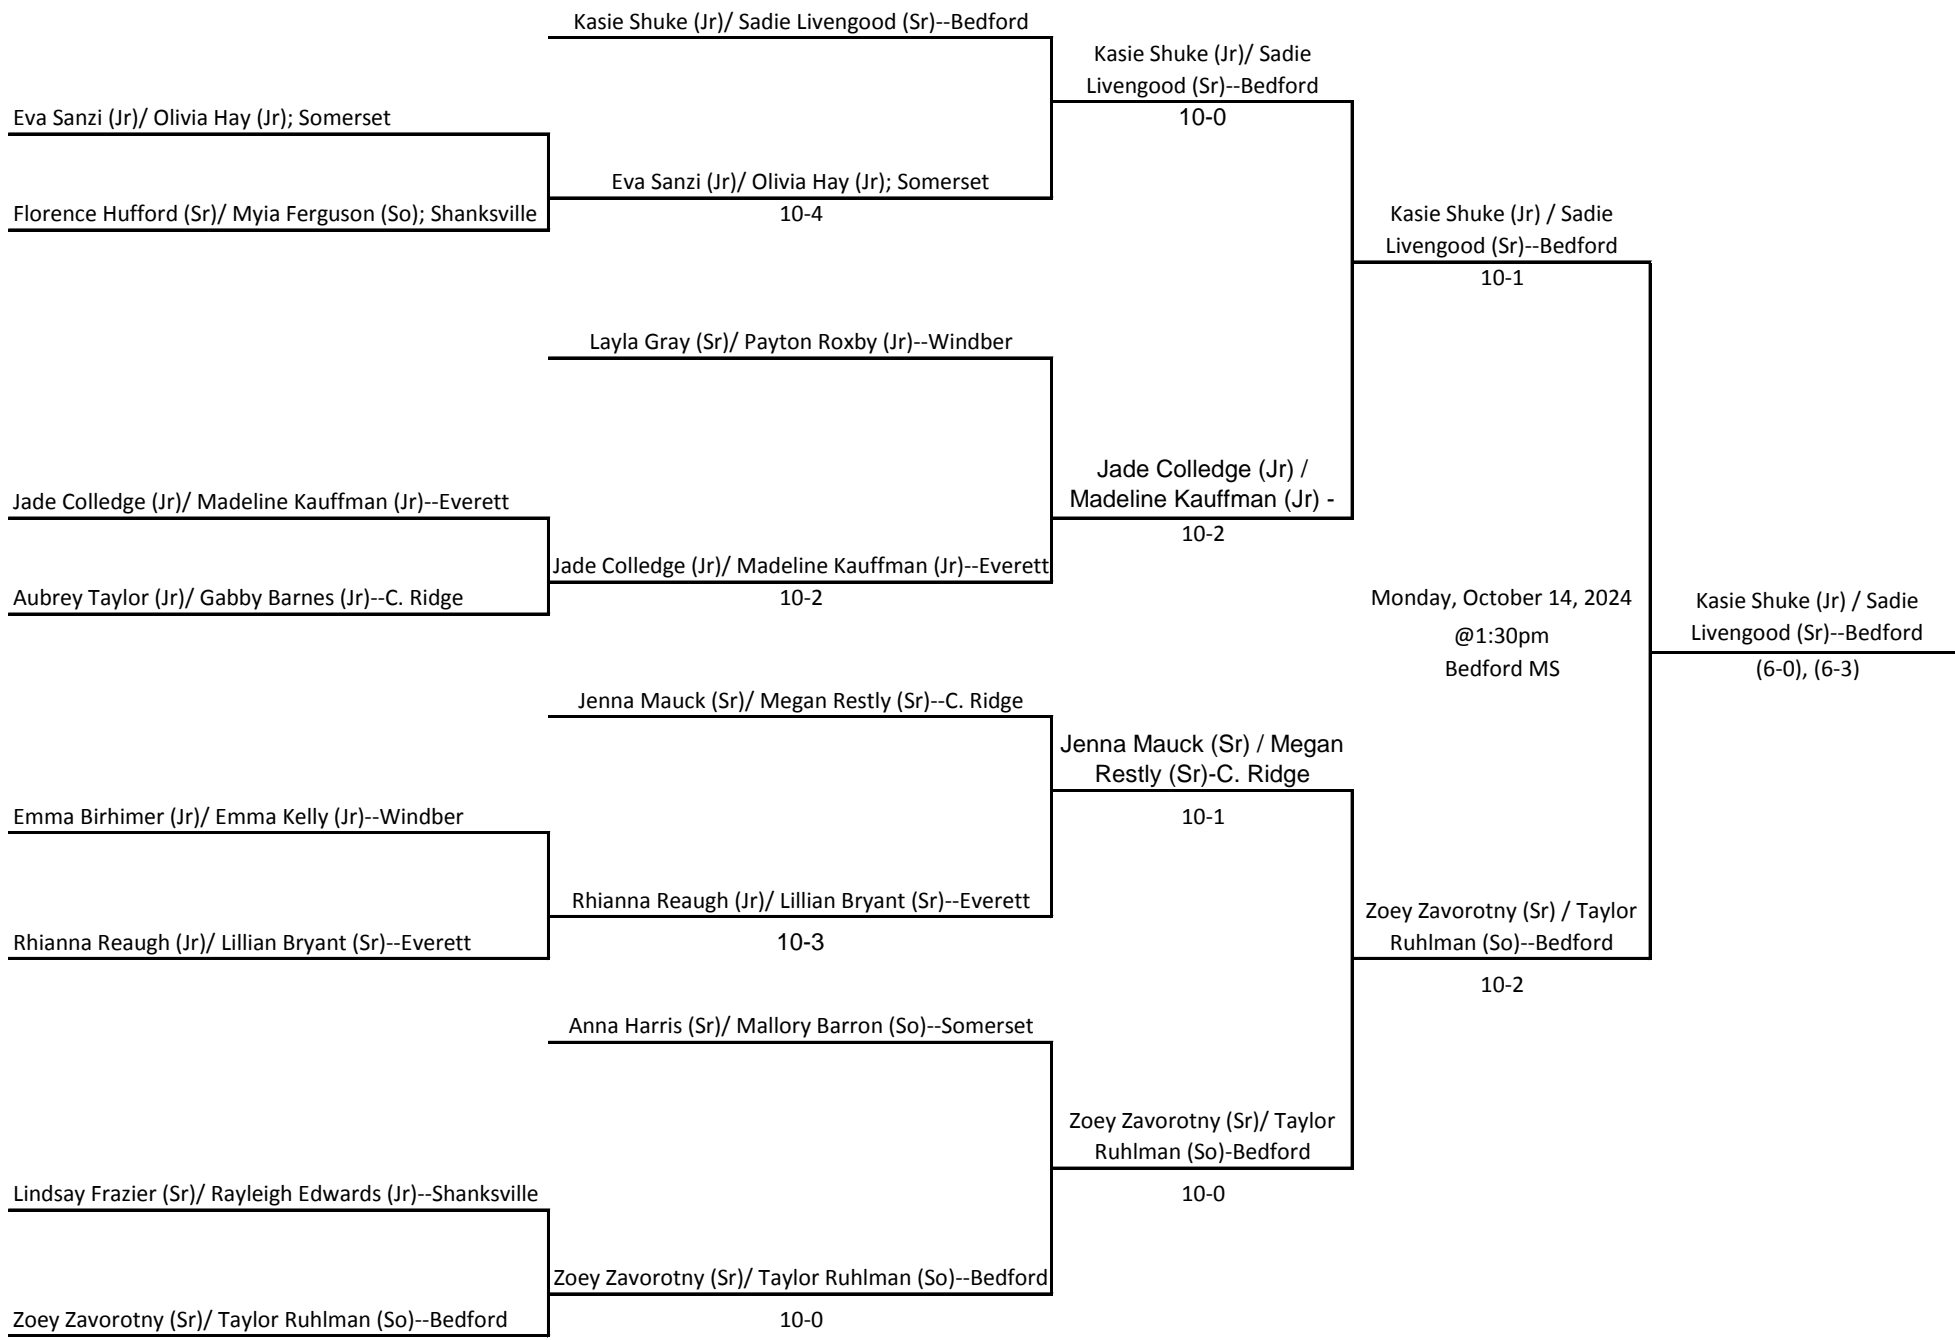 Kasie Shuke (Jr)/ Sadie Livengood (Sr)--Bedford
Kasie Shuke (Jr)/ Sadie
Livengood (Sr)--Bedford
10-0
Eva Sanzi (Jr)/ Olivia Hay (Jr); Somerset
Eva Sanzi (Jr)/ Olivia Hay (Jr); Somerset
10-4
Florence Hufford (Sr)/ Myia Ferguson (So); Shanksville
Kasie Shuke (Jr) / Sadie
Livengood (Sr)--Bedford
10-1
Layla Gray (Sr)/ Payton Roxby (Jr)--Windber
Jade Colledge (Jr) /
Madeline Kauffman (Jr) -
10-2
Jade Colledge (Jr)/ Madeline Kauffman (Jr)--Everett
Jade Colledge (Jr)/ Madeline Kauffman (Jr)--Everett
10-2
Aubrey Taylor (Jr)/ Gabby Barnes (Jr)--C. Ridge
Monday, October 14, 2024
@1:30pm
Bedford MS
Kasie Shuke (Jr) / Sadie
Livengood (Sr)--Bedford
(6-0), (6-3)
Jenna Mauck (Sr)/ Megan Restly (Sr)--C. Ridge
Jenna Mauck (Sr) / Megan
Restly (Sr)-C. Ridge
10-1
Emma Birhimer (Jr)/ Emma Kelly (Jr)--Windber
Rhianna Reaugh (Jr)/ Lillian Bryant (Sr)--Everett
10-3
Rhianna Reaugh (Jr)/ Lillian Bryant (Sr)--Everett
Zoey Zavorotny (Sr) / Taylor
Ruhlman (So)--Bedford
10-2
Anna Harris (Sr)/ Mallory Barron (So)--Somerset
Zoey Zavorotny (Sr)/ Taylor
Ruhlman (So)-Bedford
10-0
Lindsay Frazier (Sr)/ Rayleigh Edwards (Jr)--Shanksville
Zoey Zavorotny (Sr)/ Taylor Ruhlman (So)--Bedford
10-0
Zoey Zavorotny (Sr)/ Taylor Ruhlman (So)--Bedford